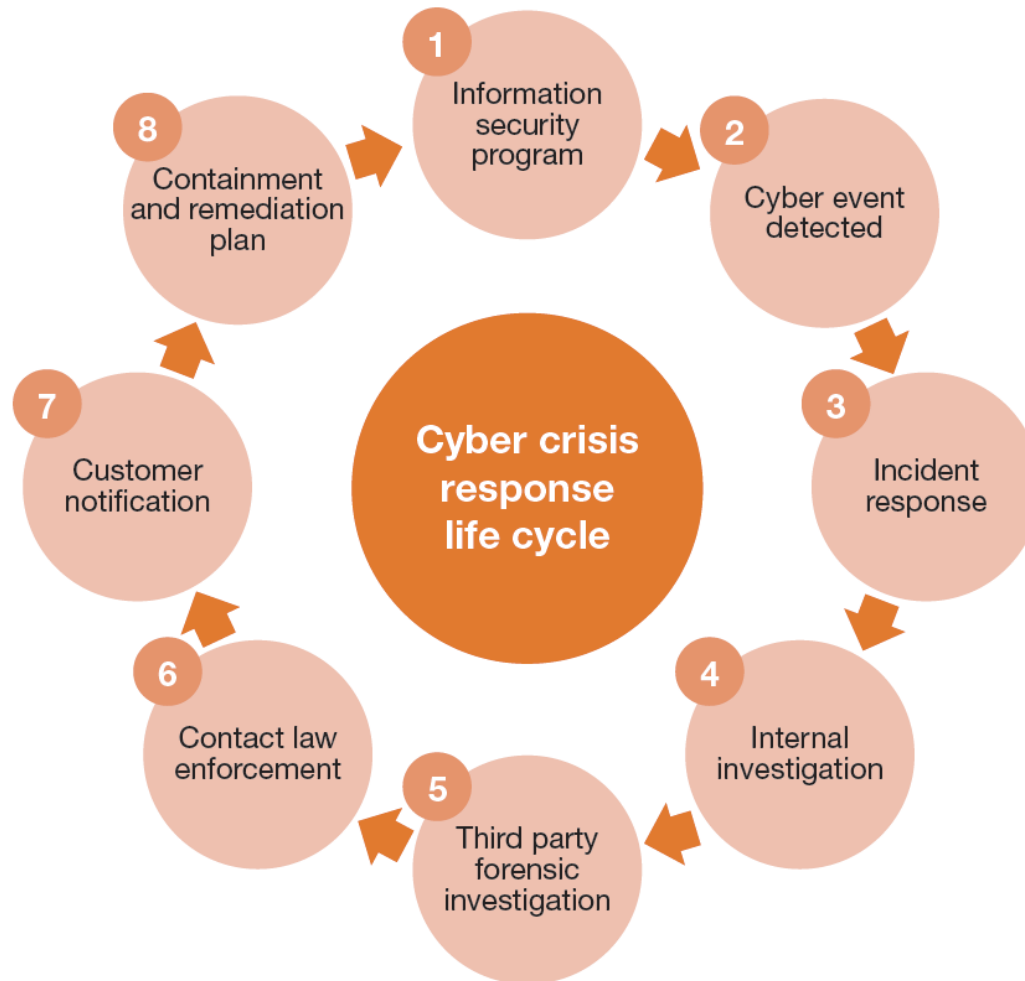 1
Information
security
program
2
Cyber event
detected
3
Incident
response
4
Internal
investigation
5
Third party
forensic
investigation
6
Contact law
enforcement
7
Customer
notification
8
Containment
and remediation
plan
Cyber crisis
response
life cycle